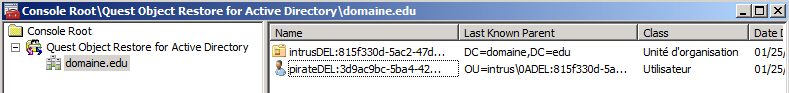 Console Root\Quest Object Restore for Active Directory\domaine.edu
Console Root
Quest Object Restore for Active Directory
domaine.edu
Name Last Known Parent Class Date D
intrusDEL:815f330d-5ac2-47d... DC=domaine,DC=edu Unité d'organisation 01/25/
pirateDEL:3d9ac9bc-5ba4-42... OU=intrus\0ADEL:815f330d-5a... Utilisateur 01/25/